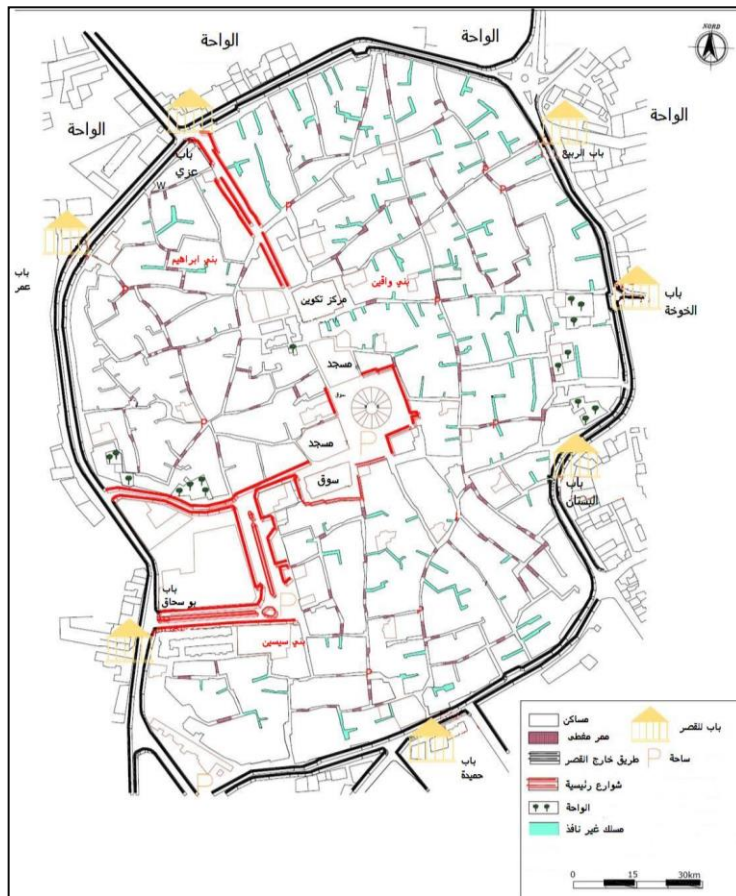 الواحة
الواحة
NORD
الواحة
الواحة
باب
عزي
باب الربيع
W
باب
عمر
بني ابراهيم
P
بني واقين
مركز تكوين
باب
الخوخة
P
P
P
P
مسجد
P
P
P
مسجد
سوق
باب
البستان
باب
بو سحاق
P
P
بني سيسين
P
باب
حميدة
P
مساكن
باب للقصر
ممر مغطى
طريق خارج القصر
P
ساحة
شوارع رئيسية
الواحة
مسلك غير نافذ
0 15 30km